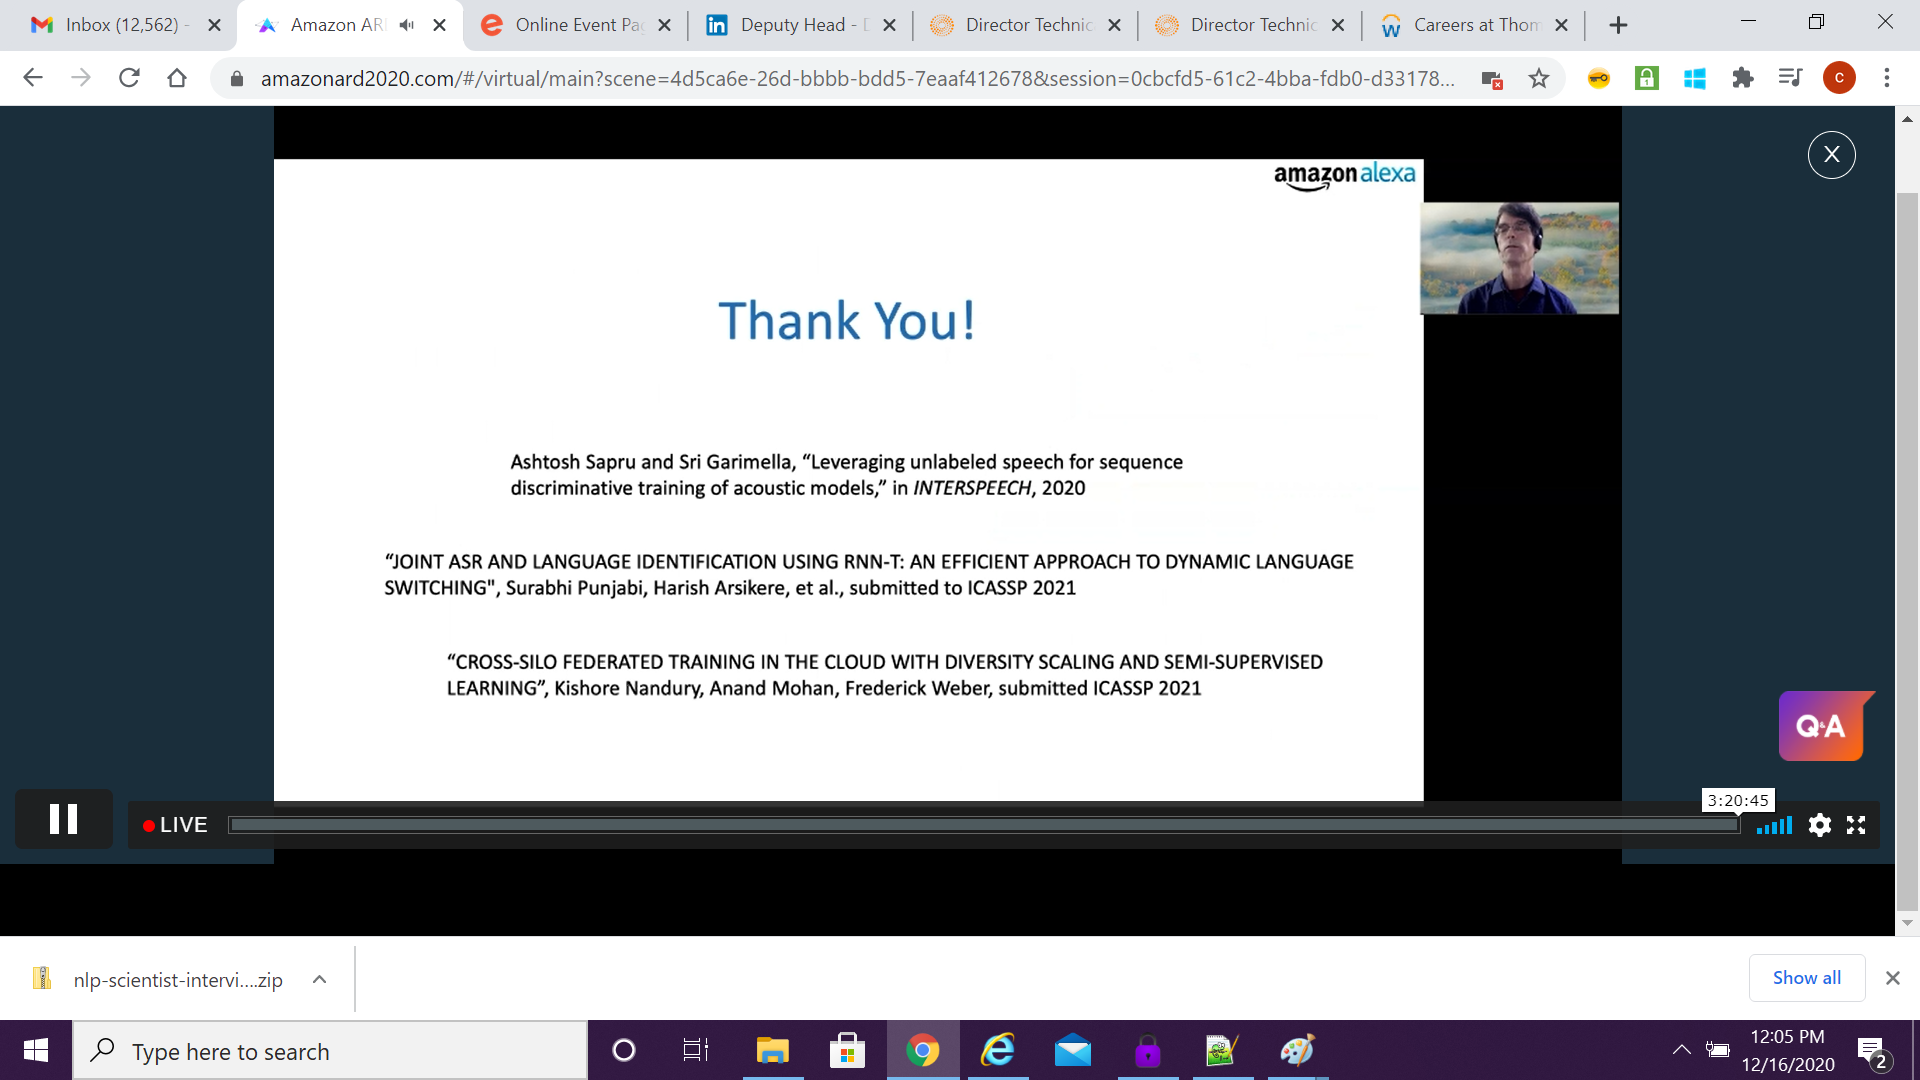 Inbox (12,562) -
Amazon AR
Online Event Pag
Deputy Head - D
Director Technic
Director Technic
Careers at Thom
amazonard2020.com/#/virtual/main?scene=4d5ca6e-26d-bbbb-bdd5-7eaaf412678&session=0cbcfd5-61c2-4bba-fdb0-d33178...
c
X
amazon alexa
Thank You!
Ashtosh Sapru and Sri Garimella, “Leveraging unlabeled speech for sequence
discriminative training of acoustic models,” in INTERSPEECH, 2020
“JOINT ASR AND LANGUAGE IDENTIFICATION USING RNN-T: AN EFFICIENT APPROACH TO DYNAMIC LANGUAGE
SWITCHING", Surabhi Punjabi, Harish Arsikere, et al., submitted to ICASSP 2021
“CROSS-SILO FEDERATED TRAINING IN THE CLOUD WITH DIVERSITY SCALING AND SEMI-SUPERVISED
LEARNING”, Kishore Nandury, Anand Mohan, Frederick Weber, submitted ICASSP 2021
Q&A
3:20:45
LIVE
nlp-scientist-intervi....zip
Show all
Type here to search
12:05 PM
12/16/2020
2